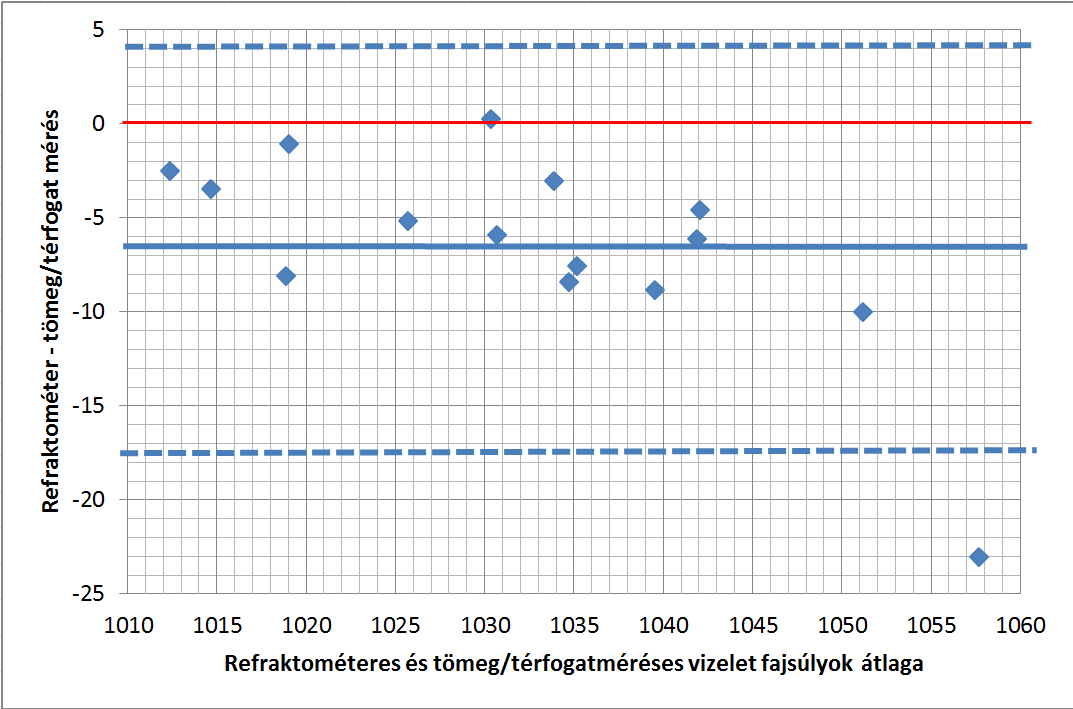 Refraktométer - tömeg/térfogat mérés
5
0
-5
-10
-15
-20
-25
1010 1015 1020 1025 1030 1035 1040 1045 1050 1055 1060
Refraktométeres és tömeg/térfogatméréses vizelet fajsúlyok átlaga